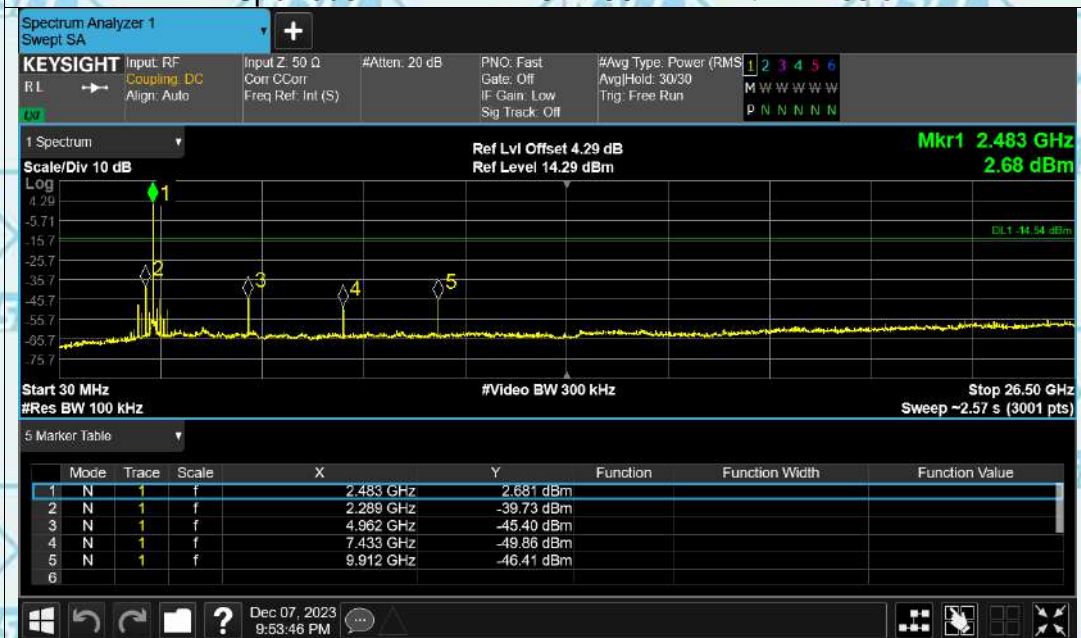 Spectrum Analyzer 1
Swept SA
+
KEYSIGHT Input: RF Input Z: 50 Ω #Atten: 20 dB PNO: Fast #Avg Type: Power (RMS 1 2 3 4 5 6
RL Coupling: DC Corr CCorr Gate: Off Avg|Hold: 30/30 M W W W W W
Align: Auto Freq Ref: Int (S) IF Gain: Low Trig: Free Run
LXI Sig Track: Off P N N N N N
1 Spectrum Ref Lvl Offset 4.29 dB Mkr1 2.483 GHz
Scale/Div 10 dB Ref Level 14.29 dBm 2.68 dBm
Log
1
4.29
-5.71
DL1 -14.54 dBm
-15.7
-25.7
2
-35.7
3 4 5
-45.7
-55.7
-65.7
-75.7
Start 30 MHz #Video BW 300 kHz Stop 26.50 GHz
#Res BW 100 kHz Sweep ~2.57 s (3001 pts)
5 Marker Table
Mode Trace Scale X Y Function Function Width Function Value
1 N 1 f 2.483 GHz 2.681 dBm
2 N 1 f 2.289 GHz -39.73 dBm
3 N 1 f 4.962 GHz -45.40 dBm
4 N 1 f 7.433 GHz -49.86 dBm
5 N 1 f 9.912 GHz -46.41 dBm
6
? Dec 07, 2023
9:53:46 PM